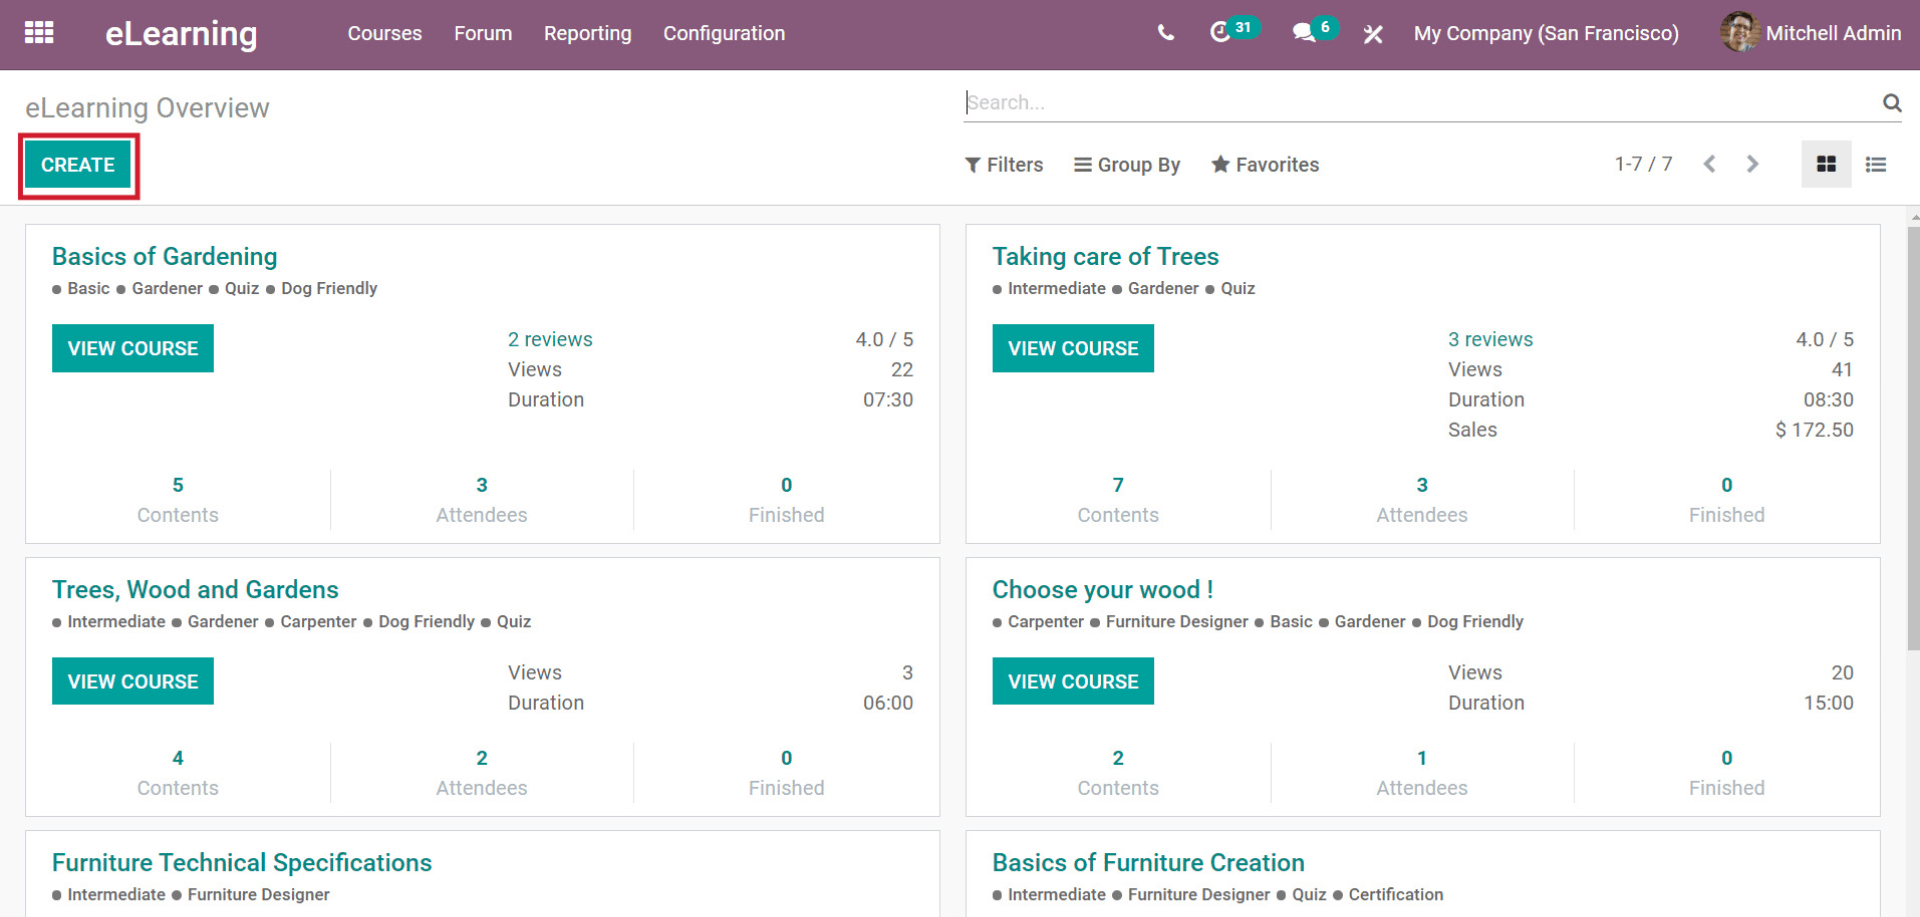 eLearning Courses Forum Reporting Configuration 31 6 My Company (San Francisco) Mitchell Admin
eLearning Overview
Search...
CREATE
Filters Group By Favorites 1-7 / 7
Basics of Gardening
Basic Gardener Quiz Dog Friendly
VIEW COURSE
2 reviews 4.0 / 5
Views 22
Duration 07:30
5 3 0
Contents Attendees Finished
Taking care of Trees
Intermediate Gardener Quiz
VIEW COURSE
3 reviews 4.0 / 5
Views 41
Duration 08:30
Sales $ 172.50
7 3 0
Contents Attendees Finished
Trees, Wood and Gardens
Intermediate Gardener Carpenter Dog Friendly Quiz
VIEW COURSE
Views 3
Duration 06:00
4 2 0
Contents Attendees Finished
Choose your wood !
Carpenter Furniture Designer Basic Gardener Dog Friendly
VIEW COURSE
Views 20
Duration 15:00
2 1 0
Contents Attendees Finished
Furniture Technical Specifications
Intermediate Furniture Designer
Basics of Furniture Creation
Intermediate Furniture Designer Quiz Certification